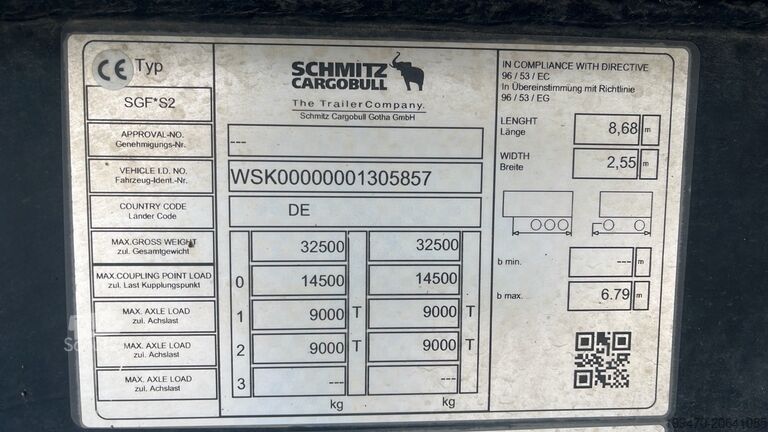 CE Typ
SGF*S2
SCHMITZ
CARGOBULL
The Trailer Company.
Schmitz Cargobull Gotha GmbH
APPROVAL-NO.
Genehmigungs-Nr.
---
VEHICLE I.D. NO.
Fahrzeug-Ident.-Nr.
WSK00000001305857
COUNTRY CODE
Länder Code
DE
MAX.GROSS WEIGHT
zul. Gesamtgewicht
32500 32500
MAX.COUPLING POINT LOAD
zul. Last Kupplungspunkt
0 14500 14500
MAX. AXLE LOAD
zul. Achslast
1 9000 T 9000 T
MAX. AXLE LOAD
zul. Achslast
2 9000 T 9000 T
MAX. AXLE LOAD
zul. Achslast
3 --- ---
kg kg
IN COMPLIANCE WITH DIRECTIVE
96 / 53 / EC
In Übereinstimmung mit Richtlinie
96 / 53 / EG
LENGHT
Länge
8,68 m
WIDTH
Breite
2,55 m
b min. --- m
b max. 6.79 m
103470-20641085